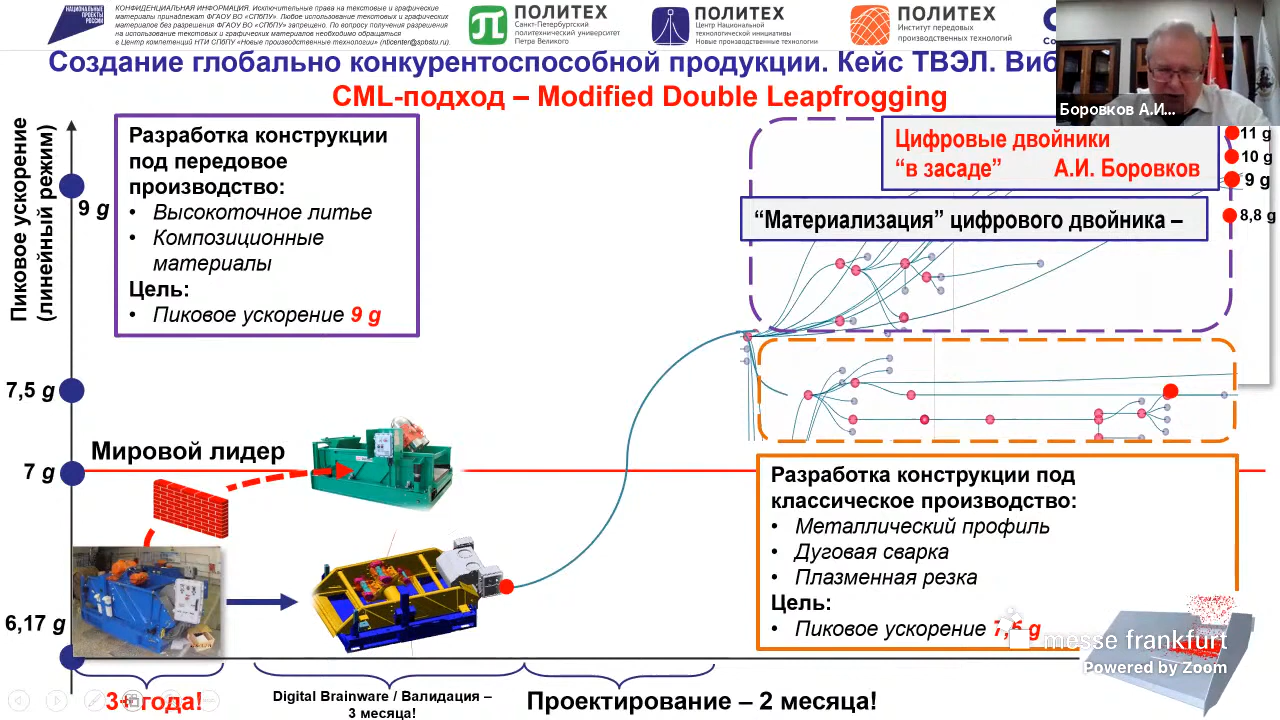 НАЦИОНАЛЬНЫЕ
ПРОЕКТЫ
РОССИИ
КОНФИДЕНЦИАЛЬНАЯ ИНФОРМАЦИЯ. Исключительные права на текстовые и графические
материалы принадлежат ФГАОУ ВО «СПбПУ». Любое использование текстовых и графических
материалов без разрешения ФГАОУ ВО «СПбПУ» запрещено. По вопросу получения разрешения
на использование текстовых и графических материалов необходимо обращаться
в Центр компетенций НТИ СПбПУ «Новые производственные технологии» (nticenter@spbstu.ru).
ПОЛИТЕХ
Санкт-Петербургский
политехнический университет
Петра Великого
ПОЛИТЕХ
Центр Национальной
технологической инициативы
Новые производственные технологии
ПОЛИТЕХ
Институт передовых
производственных технологий
Создание глобально конкурентоспособной продукции. Кейс ТВЭЛ. Виб
CML-подход – Modified Double Leapfrogging
Боровков А.И...
Пиковое ускорение
(линейный режим)
9 g
7,5 g
7 g
6,17 g
Разработка конструкции
под передовое
производство:
• Высокоточное литье
• Композиционные
материалы
Цель:
• Пиковое ускорение 9 g
Цифровые двойники
“в засаде” А.И. Боровков
“Материализация” цифрового двойника –
11 g
10 g
9 g
8,8 g
Мировой лидер
Разработка конструкции под
классическое производство:
• Металлический профиль
• Дуговая сварка
• Плазменная резка
Цель:
• Пиковое ускорение 7,5 g
messe frankfurt
Powered by Zoom
3+ года!
Digital Brainware / Валидация –
3 месяца!
Проектирование – 2 месяца!